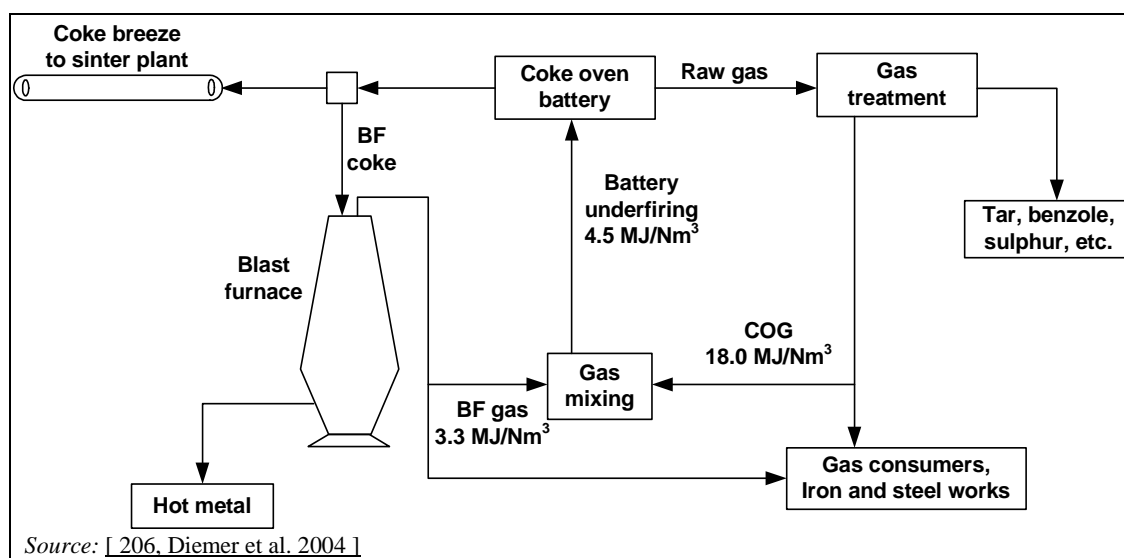 Coke breeze
to sinter plant
Coke oven
battery
Raw gas
Gas
treatment
BF
coke
Battery
underfiring
4.5 MJ/Nm³
Tar, benzole,
sulphur, etc.
Blast
furnace
COG
18.0 MJ/Nm³
Gas
mixing
BF gas
3.3 MJ/Nm³
Gas consumers,
Iron and steel works
Hot metal
Source: [ 206, Diemer et al. 2004 ]